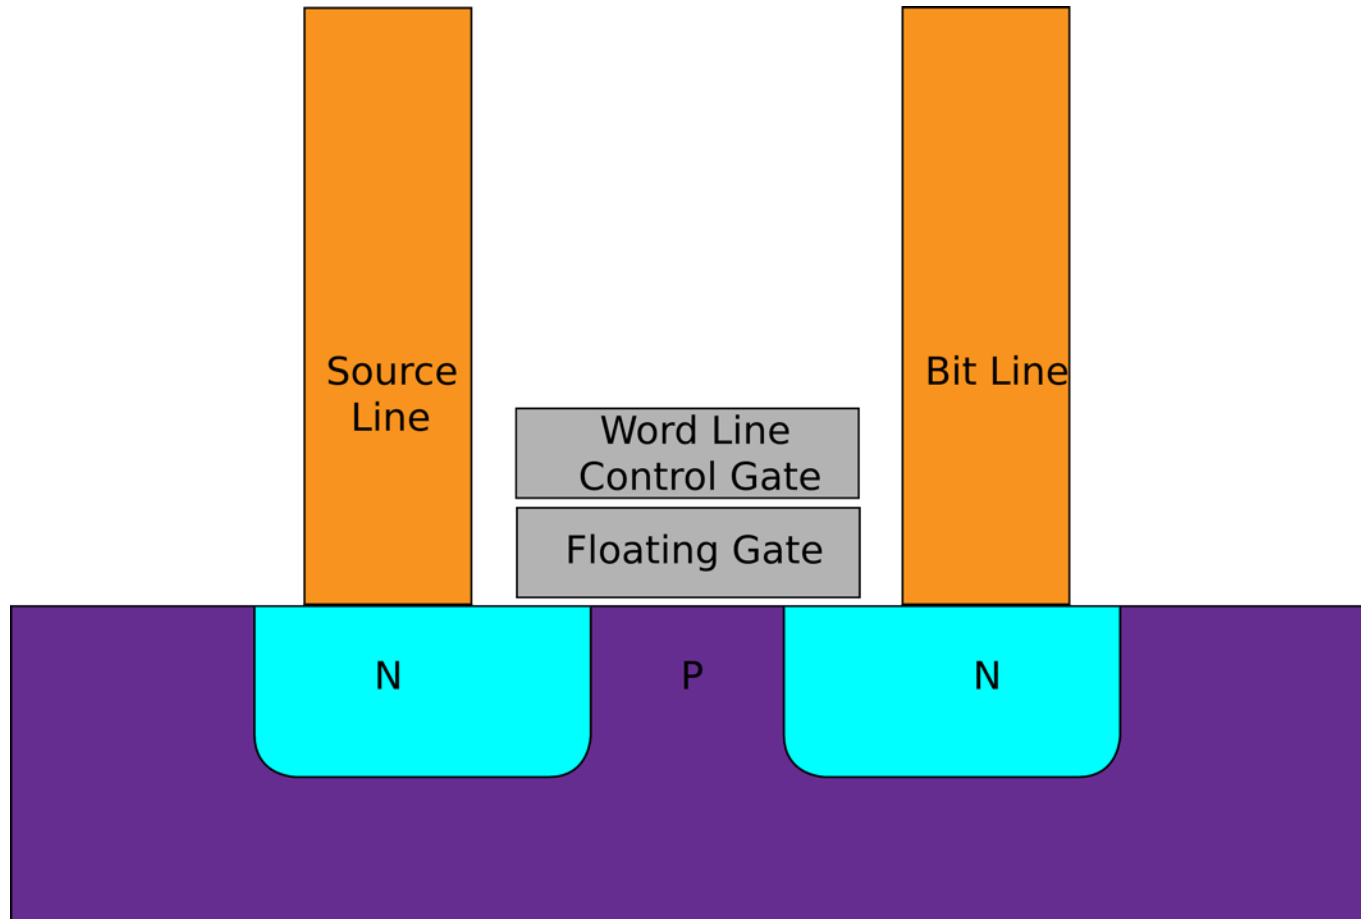 Source
Line
Bit Line
Word Line
Control Gate
Floating Gate
N
P
N